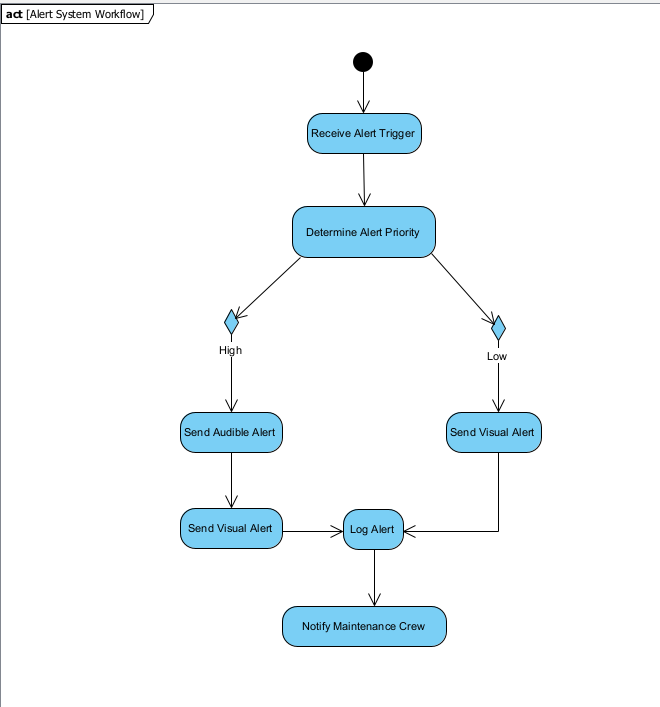 act [Alert System Workflow]
Receive Alert Trigger
Determine Alert Priority
High
Low
Send Audible Alert
Send Visual Alert
Send Visual Alert
Log Alert
Notify Maintenance Crew